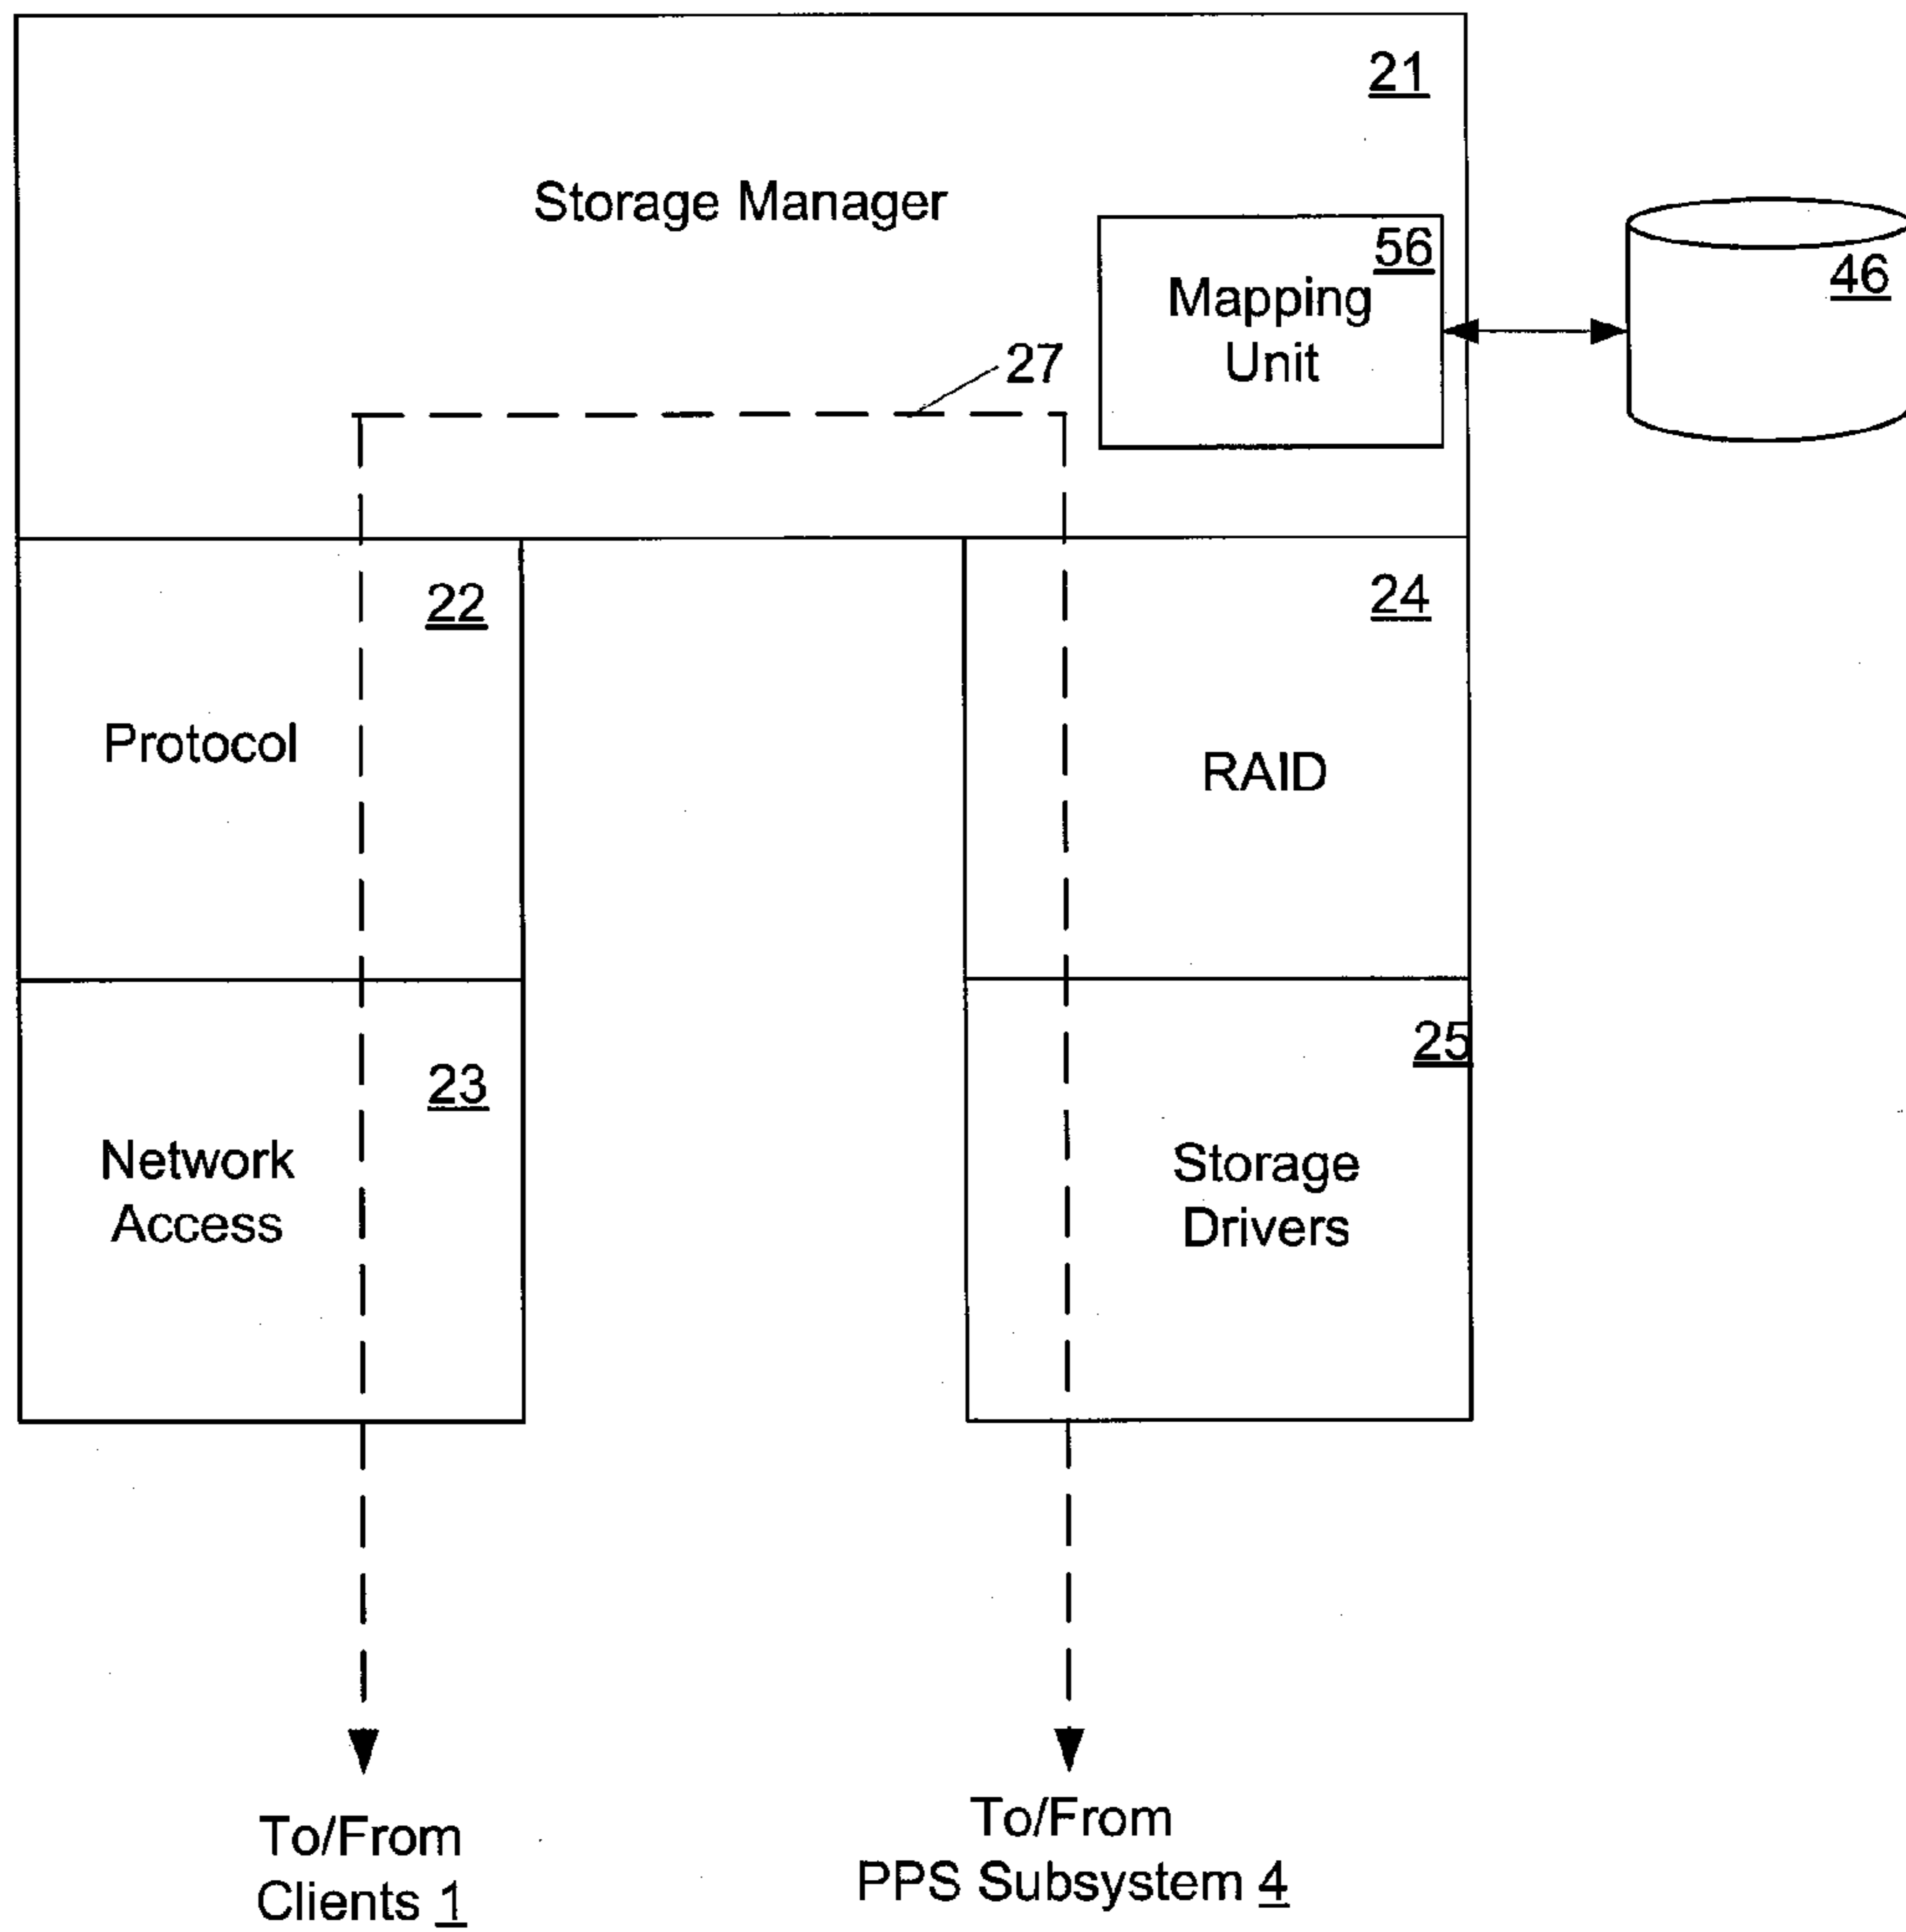 21
Storage Manager
56
Mapping
Unit
46
27
22
Protocol
24
RAID
23
Network
Access
25
Storage
Drivers
To/From
Clients 1
To/From
PPS Subsystem 4